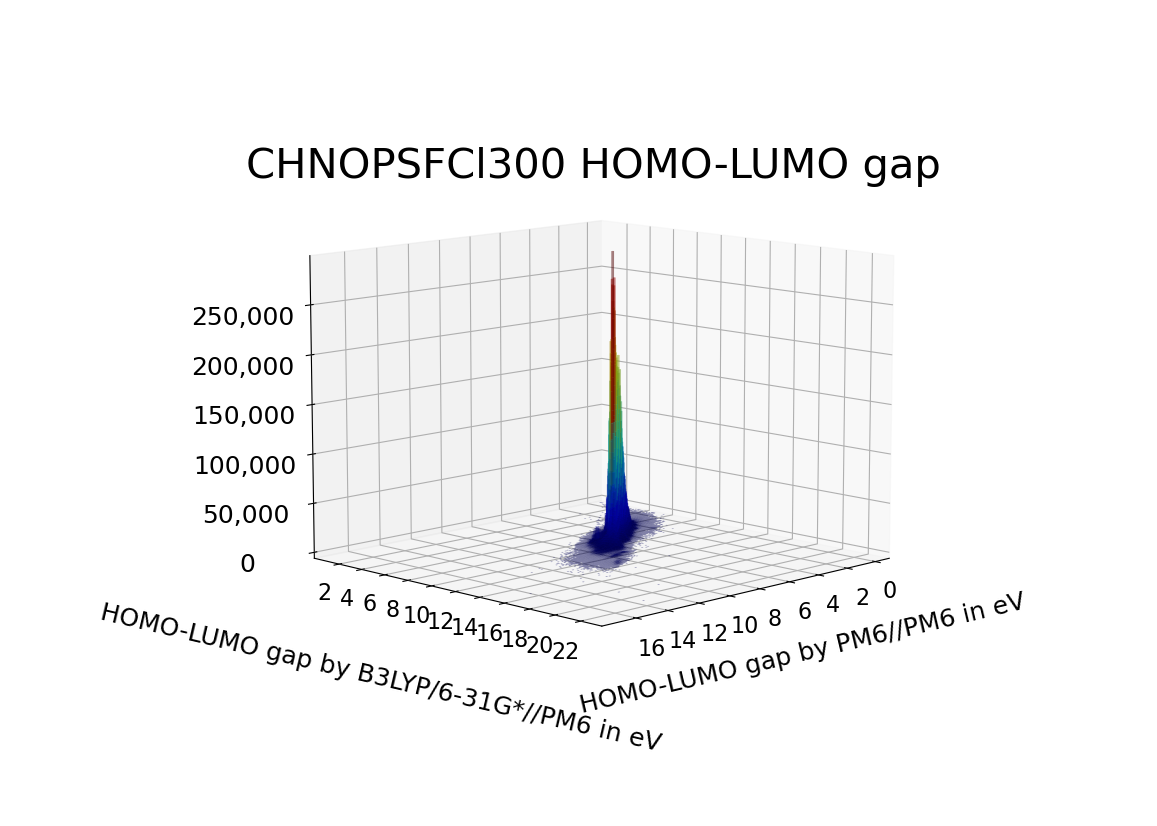 CHNOPSFCl300 HOMO-LUMO gap
250,000
200,000
150,000
100,000
50,000
0
2 4 6 8 10 12 14 16 18 20 22
16 14 12 10 8 6 4 2 0
HOMO-LUMO gap by B3LYP/6-31G*//PM6 in eV
HOMO-LUMO gap by PM6//PM6 in eV